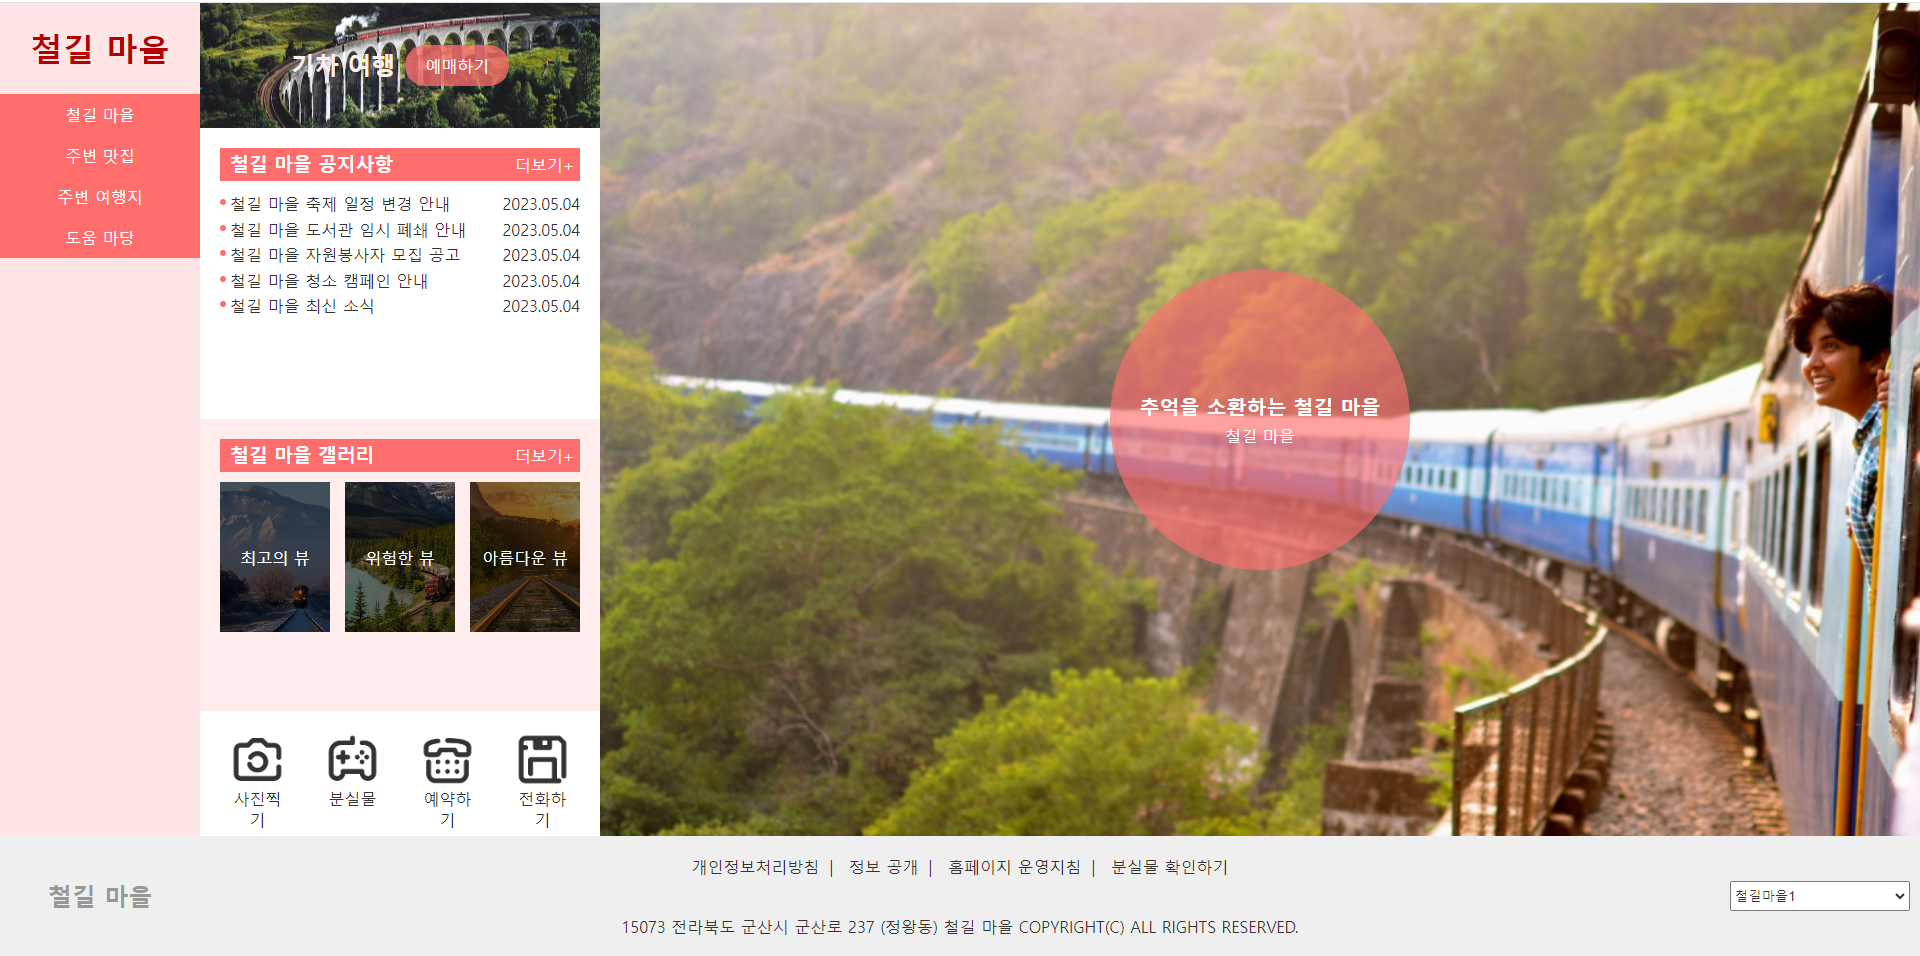 철길 마을
철길 마을
주변 맛집
주변 여행지
도움 마당
기차 여행 예매하기
철길 마을 공지사항 더보기+
철길 마을 축제 일정 변경 안내 2023.05.04
철길 마을 도서관 임시 폐쇄 안내 2023.05.04
철길 마을 자원봉사자 모집 공고 2023.05.04
철길 마을 청소 캠페인 안내 2023.05.04
철길 마을 최신 소식 2023.05.04
철길 마을 갤러리 더보기+
최고의 뷰 위험한 뷰 아름다운 뷰
사진찍 분실물 예약하 전화하
기 기 기
추억을 소환하는 철길 마을
철길 마을
철길 마을
개인정보처리방침 | 정보 공개 | 홈페이지 운영지침 | 분실물 확인하기
15073 전라북도 군산시 군산로 237 (정왕동) 철길 마을 COPYRIGHT(C) ALL RIGHTS RESERVED.
철길마을1